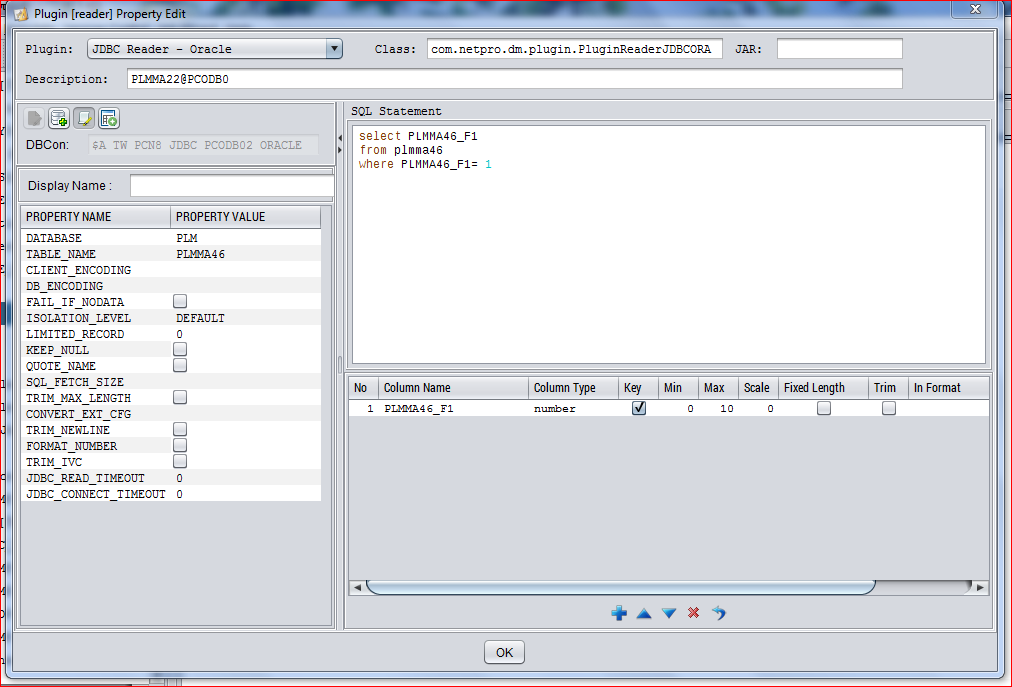 Plugin [reader] Property Edit
Plugin: JDBC Reader - Oracle Class: com.netpro.dm.plugin.PluginReaderJDBCORA JAR:
Description: PLMMA22@PCODB0
DBCon: $A TW PCN8 JDBC PCODB02 ORACLE
Display Name :
PROPERTY NAME PROPERTY VALUE
DATABASE PLM
TABLE_NAME PLMMA46
CLIENT_ENCODING
DB_ENCODING
FAIL_IF_NODATA
ISOLATION_LEVEL DEFAULT
LIMITED_RECORD 0
KEEP_NULL
QUOTE_NAME
SQL_FETCH_SIZE
TRIM_MAX_LENGTH
CONVERT_EXT_CFG
TRIM_NEWLINE
FORMAT_NUMBER
TRIM_IVC
JDBC_READ_TIMEOUT 0
JDBC_CONNECT_TIMEOUT 0
SQL Statement
select PLMMA46_F1
from plmma46
where PLMMA46_F1= 1
No Column Name Column Type Key Min Max Scale Fixed Length Trim In Format
1 PLMMA46_F1 number 0 10 0
OK